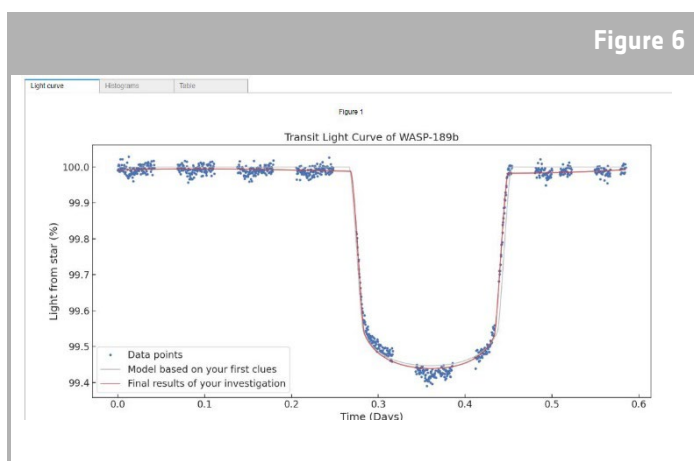 Figure 6
Light curve Histograms Table
Figure 1
Transit Light Curve of WASP-189b
Light from star (%)
100.0
99.9
99.8
99.7
99.6
99.5
99.4
Data points
Model based on your first clues
Final results of your investigation
0.0 0.1 0.2 0.3 0.4 0.5 0.6
Time (Days)